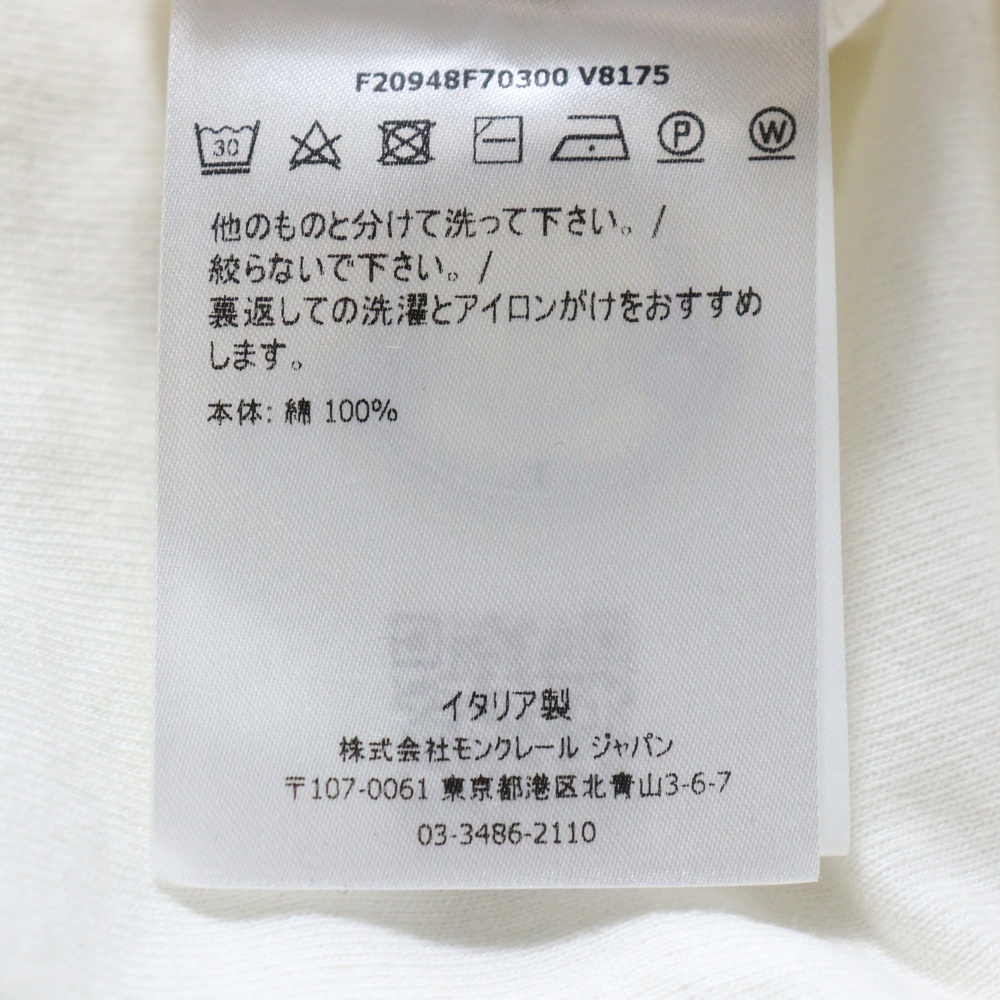 F20948F70300 V8175
30 P W
他のものと分けて洗って下さい。/
絞らないで下さい。/
裏返しての洗濯とアイロンがけをおすすめ
します。
本体: 綿 100%
イタリア製
株式会社モンクレール ジャパン
〒107-0061 東京都港区北青山3-6-7
03-3486-2110